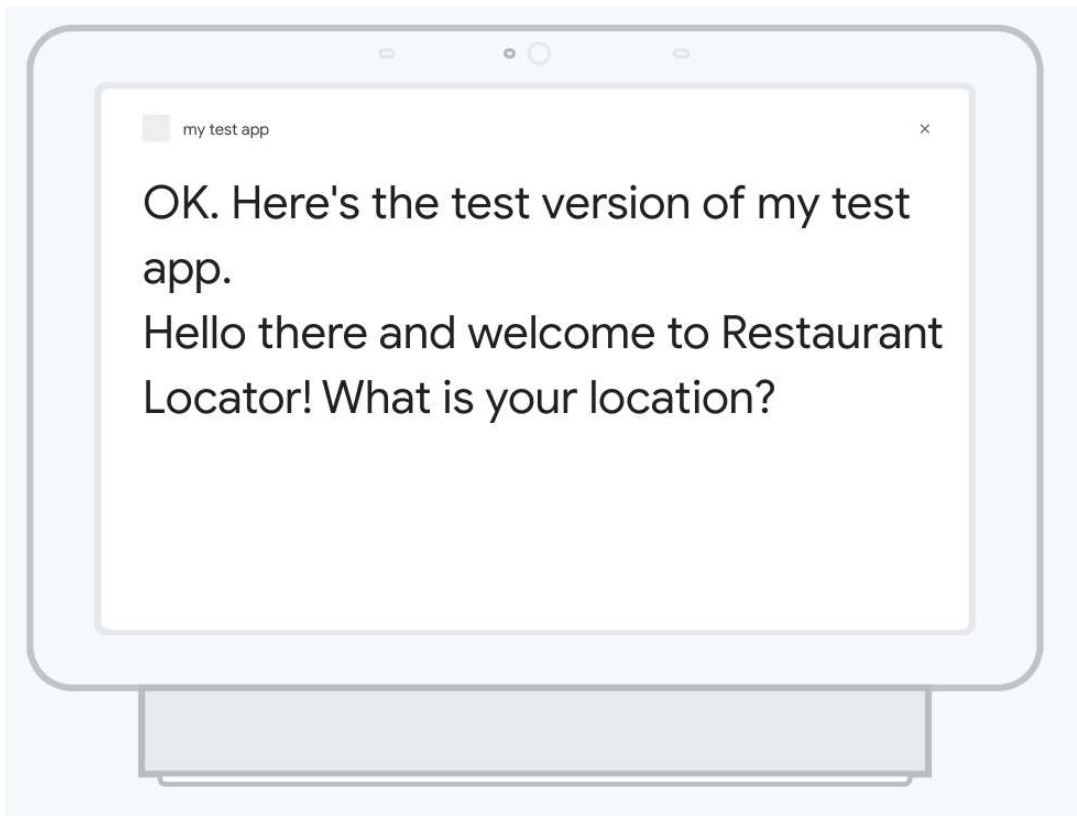 my test app
×
OK. Here's the test version of my test
app.
Hello there and welcome to Restaurant
Locator! What is your location?